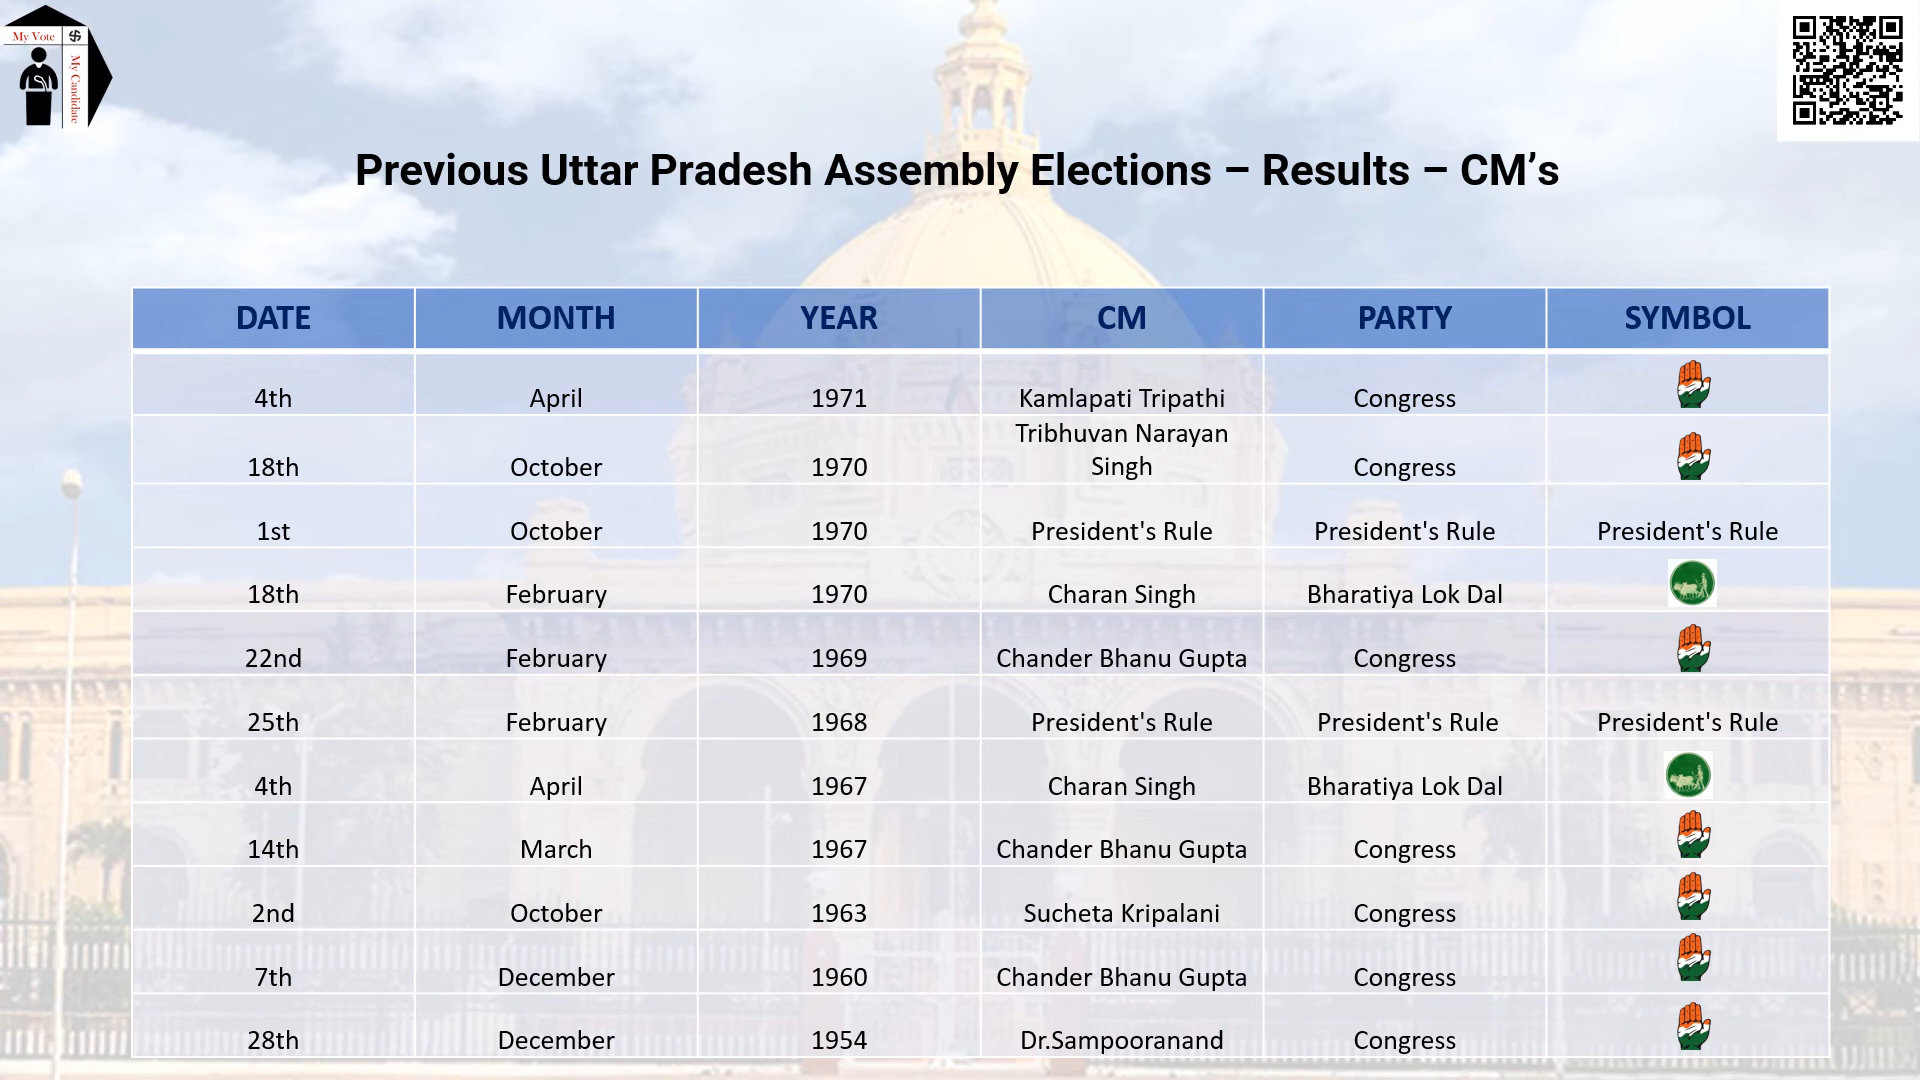 My Vote
My Candidate
Previous Uttar Pradesh Assembly Elections – Results – CM’s
DATE MONTH YEAR CM PARTY SYMBOL
4th April 1971 Kamlapati Tripathi Congress
18th October 1970 Tribhuvan Narayan Singh Congress
1st October 1970 President's Rule President's Rule President's Rule
18th February 1970 Charan Singh Bharatiya Lok Dal
22nd February 1969 Chander Bhanu Gupta Congress
25th February 1968 President's Rule President's Rule President's Rule
4th April 1967 Charan Singh Bharatiya Lok Dal
14th March 1967 Chander Bhanu Gupta Congress
2nd October 1963 Sucheta Kripalani Congress
7th December 1960 Chander Bhanu Gupta Congress
28th December 1954 Dr.Sampooranand Congress